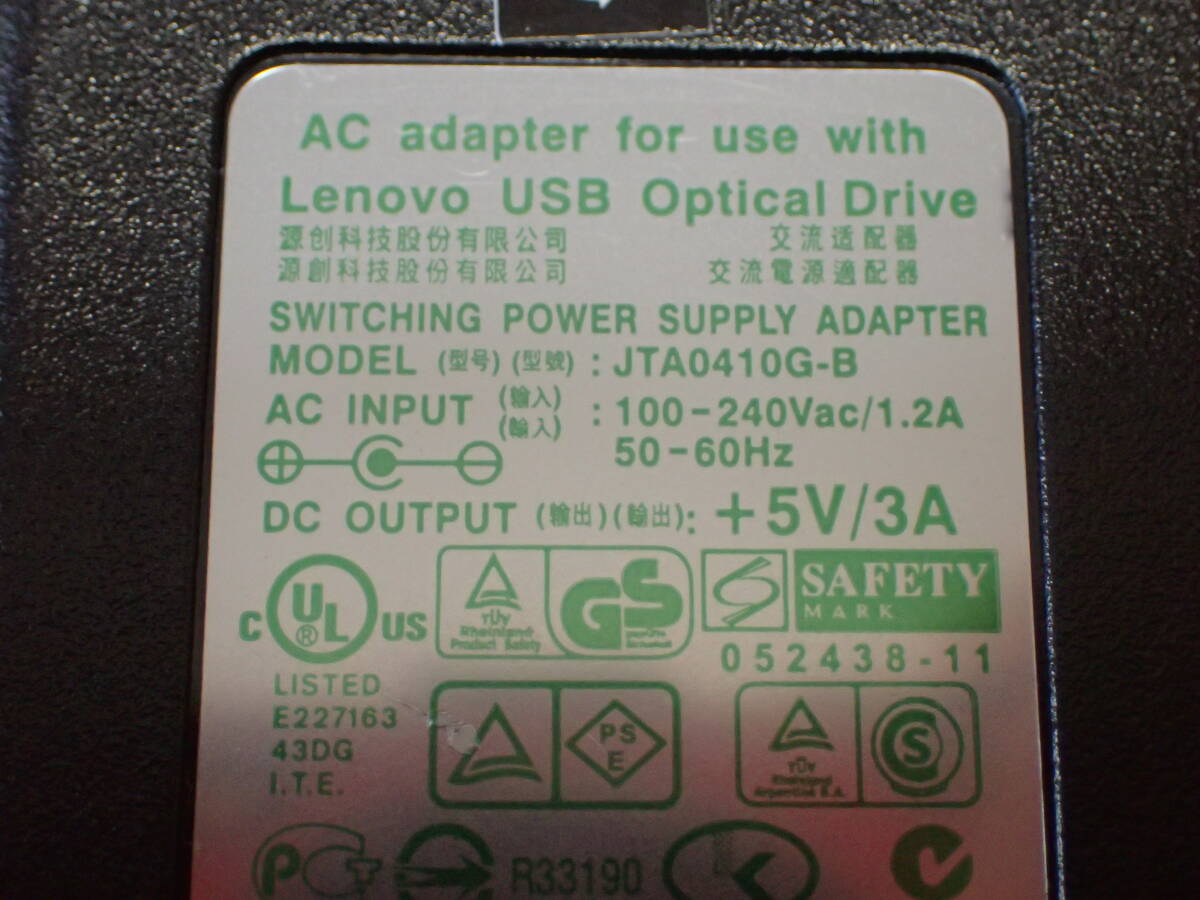 AC adapter for use with
Lenovo USB Optical Drive
源创科技股份有限公司 交流适配器
源創科技股份有限公司 交流電源適配器
SWITCHING POWER SUPPLY ADAPTER
MODEL (型号) (型號) : JTA0410G-B
AC INPUT (输入) (輸入) : 100-240Vac/1.2A
50-60Hz
DC OUTPUT (输出) (輸出): +5V/3A
C UL ® US
TÜV Rheinland Product Safety GS
SAFETY MARK
052438-11
LISTED
E227163
43DG
I.T.E.
PS E
TÜV Rheinland Argentina S.A. S
R33190